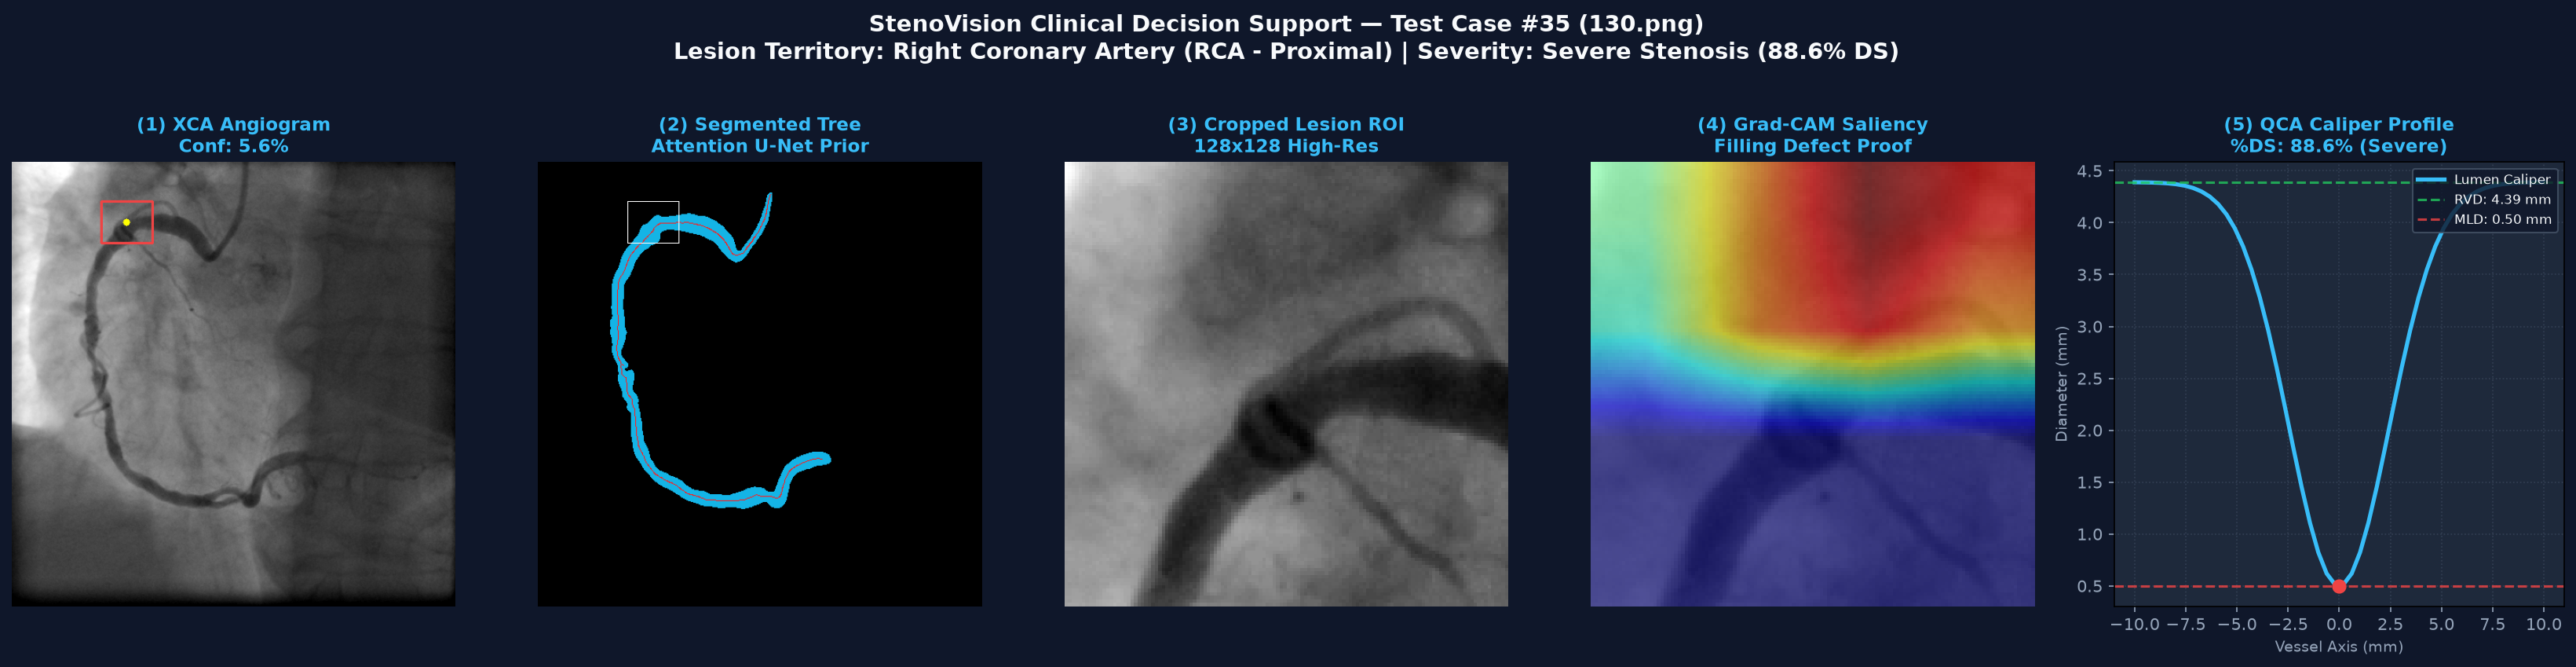 StenoVision Clinical Decision Support — Test Case #35 (130.png)
Lesion Territory: Right Coronary Artery (RCA - Proximal) | Severity: Severe Stenosis (88.6% DS)
(1) XCA Angiogram
Conf: 5.6%
(2) Segmented Tree
Attention U-Net Prior
(3) Cropped Lesion ROI
128x128 High-Res
(4) Grad-CAM Saliency
Filling Defect Proof
(5) QCA Caliper Profile
%DS: 88.6% (Severe)
Lumen Caliper
RVD: 4.39 mm
MLD: 0.50 mm
Diameter (mm)
4.5
4.0
3.5
3.0
2.5
2.0
1.5
1.0
0.5
−10.0 −7.5 −5.0 −2.5 0.0 2.5 5.0 7.5 10.0
Vessel Axis (mm)